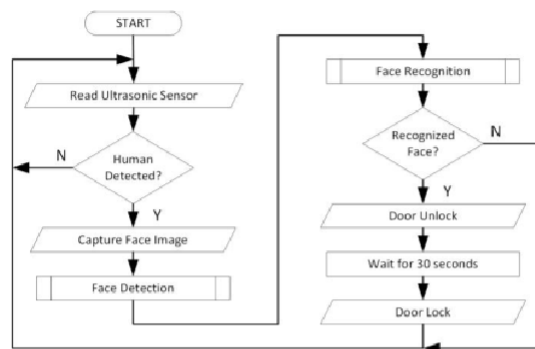 START
Read Ultrasonic Sensor
Human
Detected?
N
Y
Capture Face Image
Face Detection
Face Recognition
Recognized
Face?
N
Y
Door Unlock
Wait for 30 seconds
Door Lock